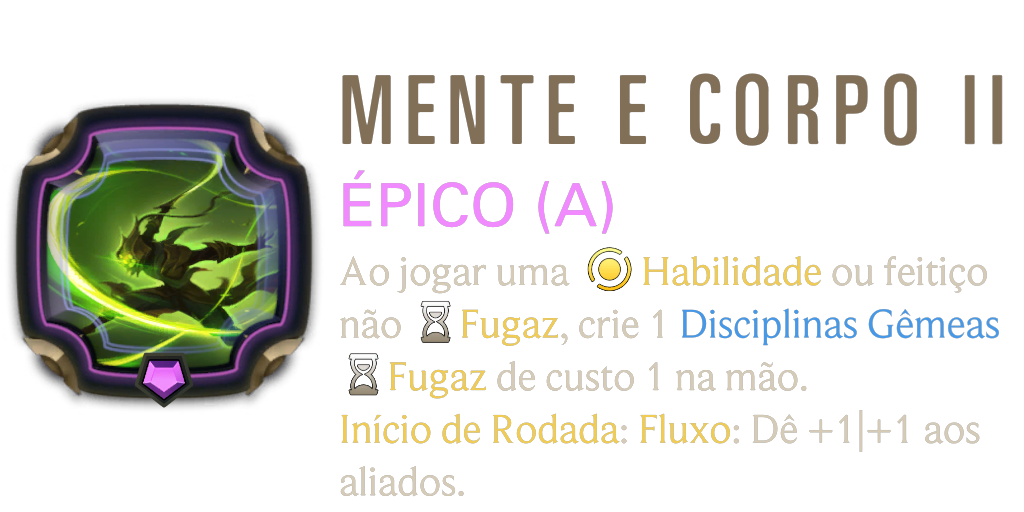 MENTE E CORPO II
ÉPICO (A)
Ao jogar uma Habilidade ou feitiço
não Fugaz, crie 1 Disciplinas Gêmeas
Fugaz de custo 1 na mão.
Início de Rodada: Fluxo: Dê +1|+1 aos
aliados.